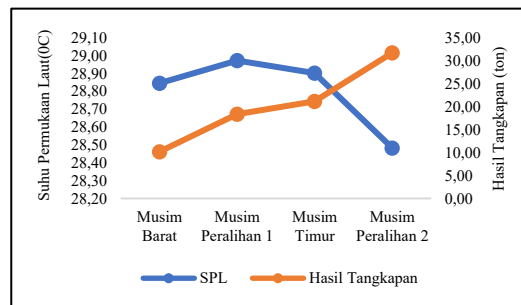 Suhu Permukaan Laut(0C)
29,10
29,00
28,90
28,80
28,70
28,60
28,50
28,40
28,30
28,20
35,00
30,00
25,00
20,00
15,00
10,00
5,00
0,00
Hasil Tangkapan (ton)
Musim
Barat
Musim
Peralihan 1
Musim
Timur
Musim
Peralihan 2
SPL
Hasil Tangkapan